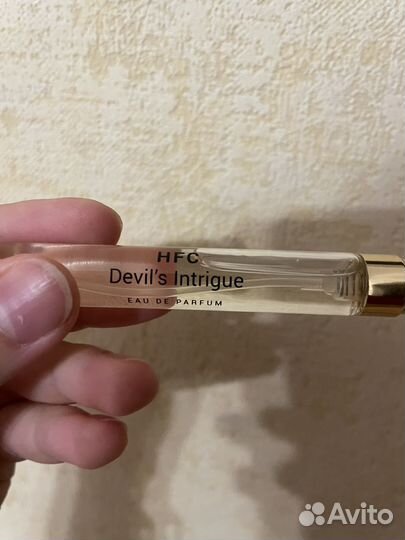 HFC
Devil's Intrigue
EAU DE PARFUM
Avito